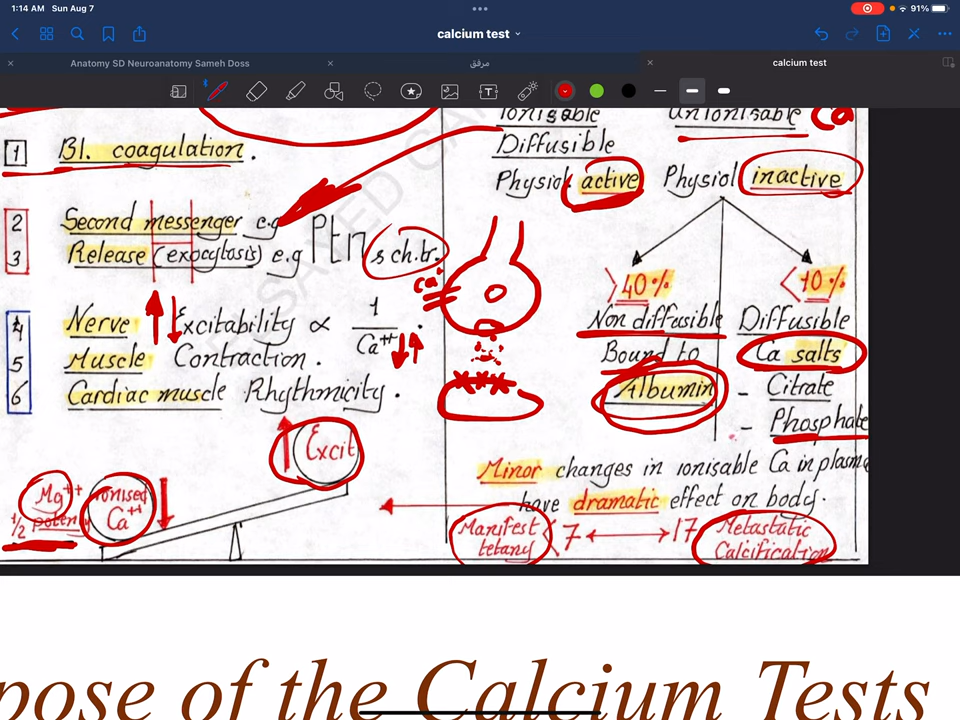 1:14 AM Sun Aug 7
91%
calcium test
Anatomy SD Neuroanatomy Sameh Doss
مرفق
calcium test
Ionisable
Unionisable
Ca
Diffusible
Physiol. active
Physiol inactive
1 Bl. coagulation.
2 Second messenger e.g
3 Release (exocytosis) e.g Ptn s ch.tr.
Ca
4 Nerve Excitability ∝ 1/Ca++.
5 Muscle Contraction.
6 Cardiac muscle Rhythmicity.
>40%
Non diffusible
Bound to
Albumin
<10%
Diffusible
Ca salts
- Citrate
- Phosphate
Excit
Mg++
1/2 potency
ionised
Ca++
Minor changes in ionisable Ca in plasma
have dramatic effect on body.
Manifest
tetany
< 7 ⟷ 17
Metastatic
Calcification
pose of the Calcium Tests